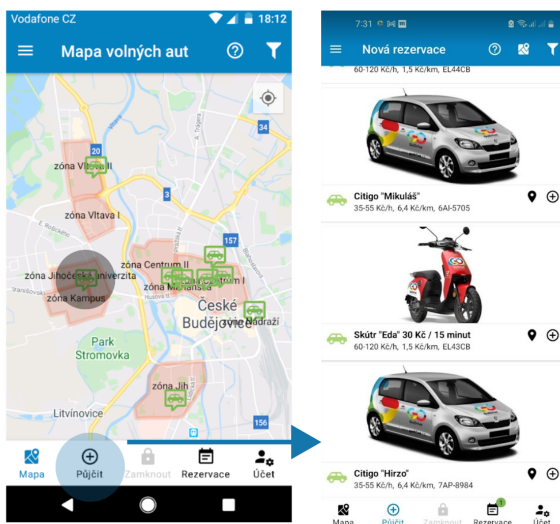 Vodafone CZ
18:12
Mapa volných aut
34
20
zóna Vltava II
3
zóna Vltava I
157
zóna Centrum II
zóna Jihočeská univerzita
zóna Kampus
České
Budějovice
Park
Stromovka
zóna Jih
Litvínovice
156
Mapa
Půjčit
Zamknout
Rezervace
Účet
7:31
Nová rezervace
60-120 Kč/h, 1,5 Kč/km, EL44CB
Citigo "Mikuláš"
35-55 Kč/h, 6,4 Kč/km, 6AI-5705
Skútr "Eda" 30 Kč / 15 minut
60-120 Kč/h, 1,5 Kč/km, EL43CB
Citigo "Hirzo"
35-55 Kč/h, 6,4 Kč/km, 7AP-8984
1
Mapa
Půjčit
Zamknout
Rezervace
Účet